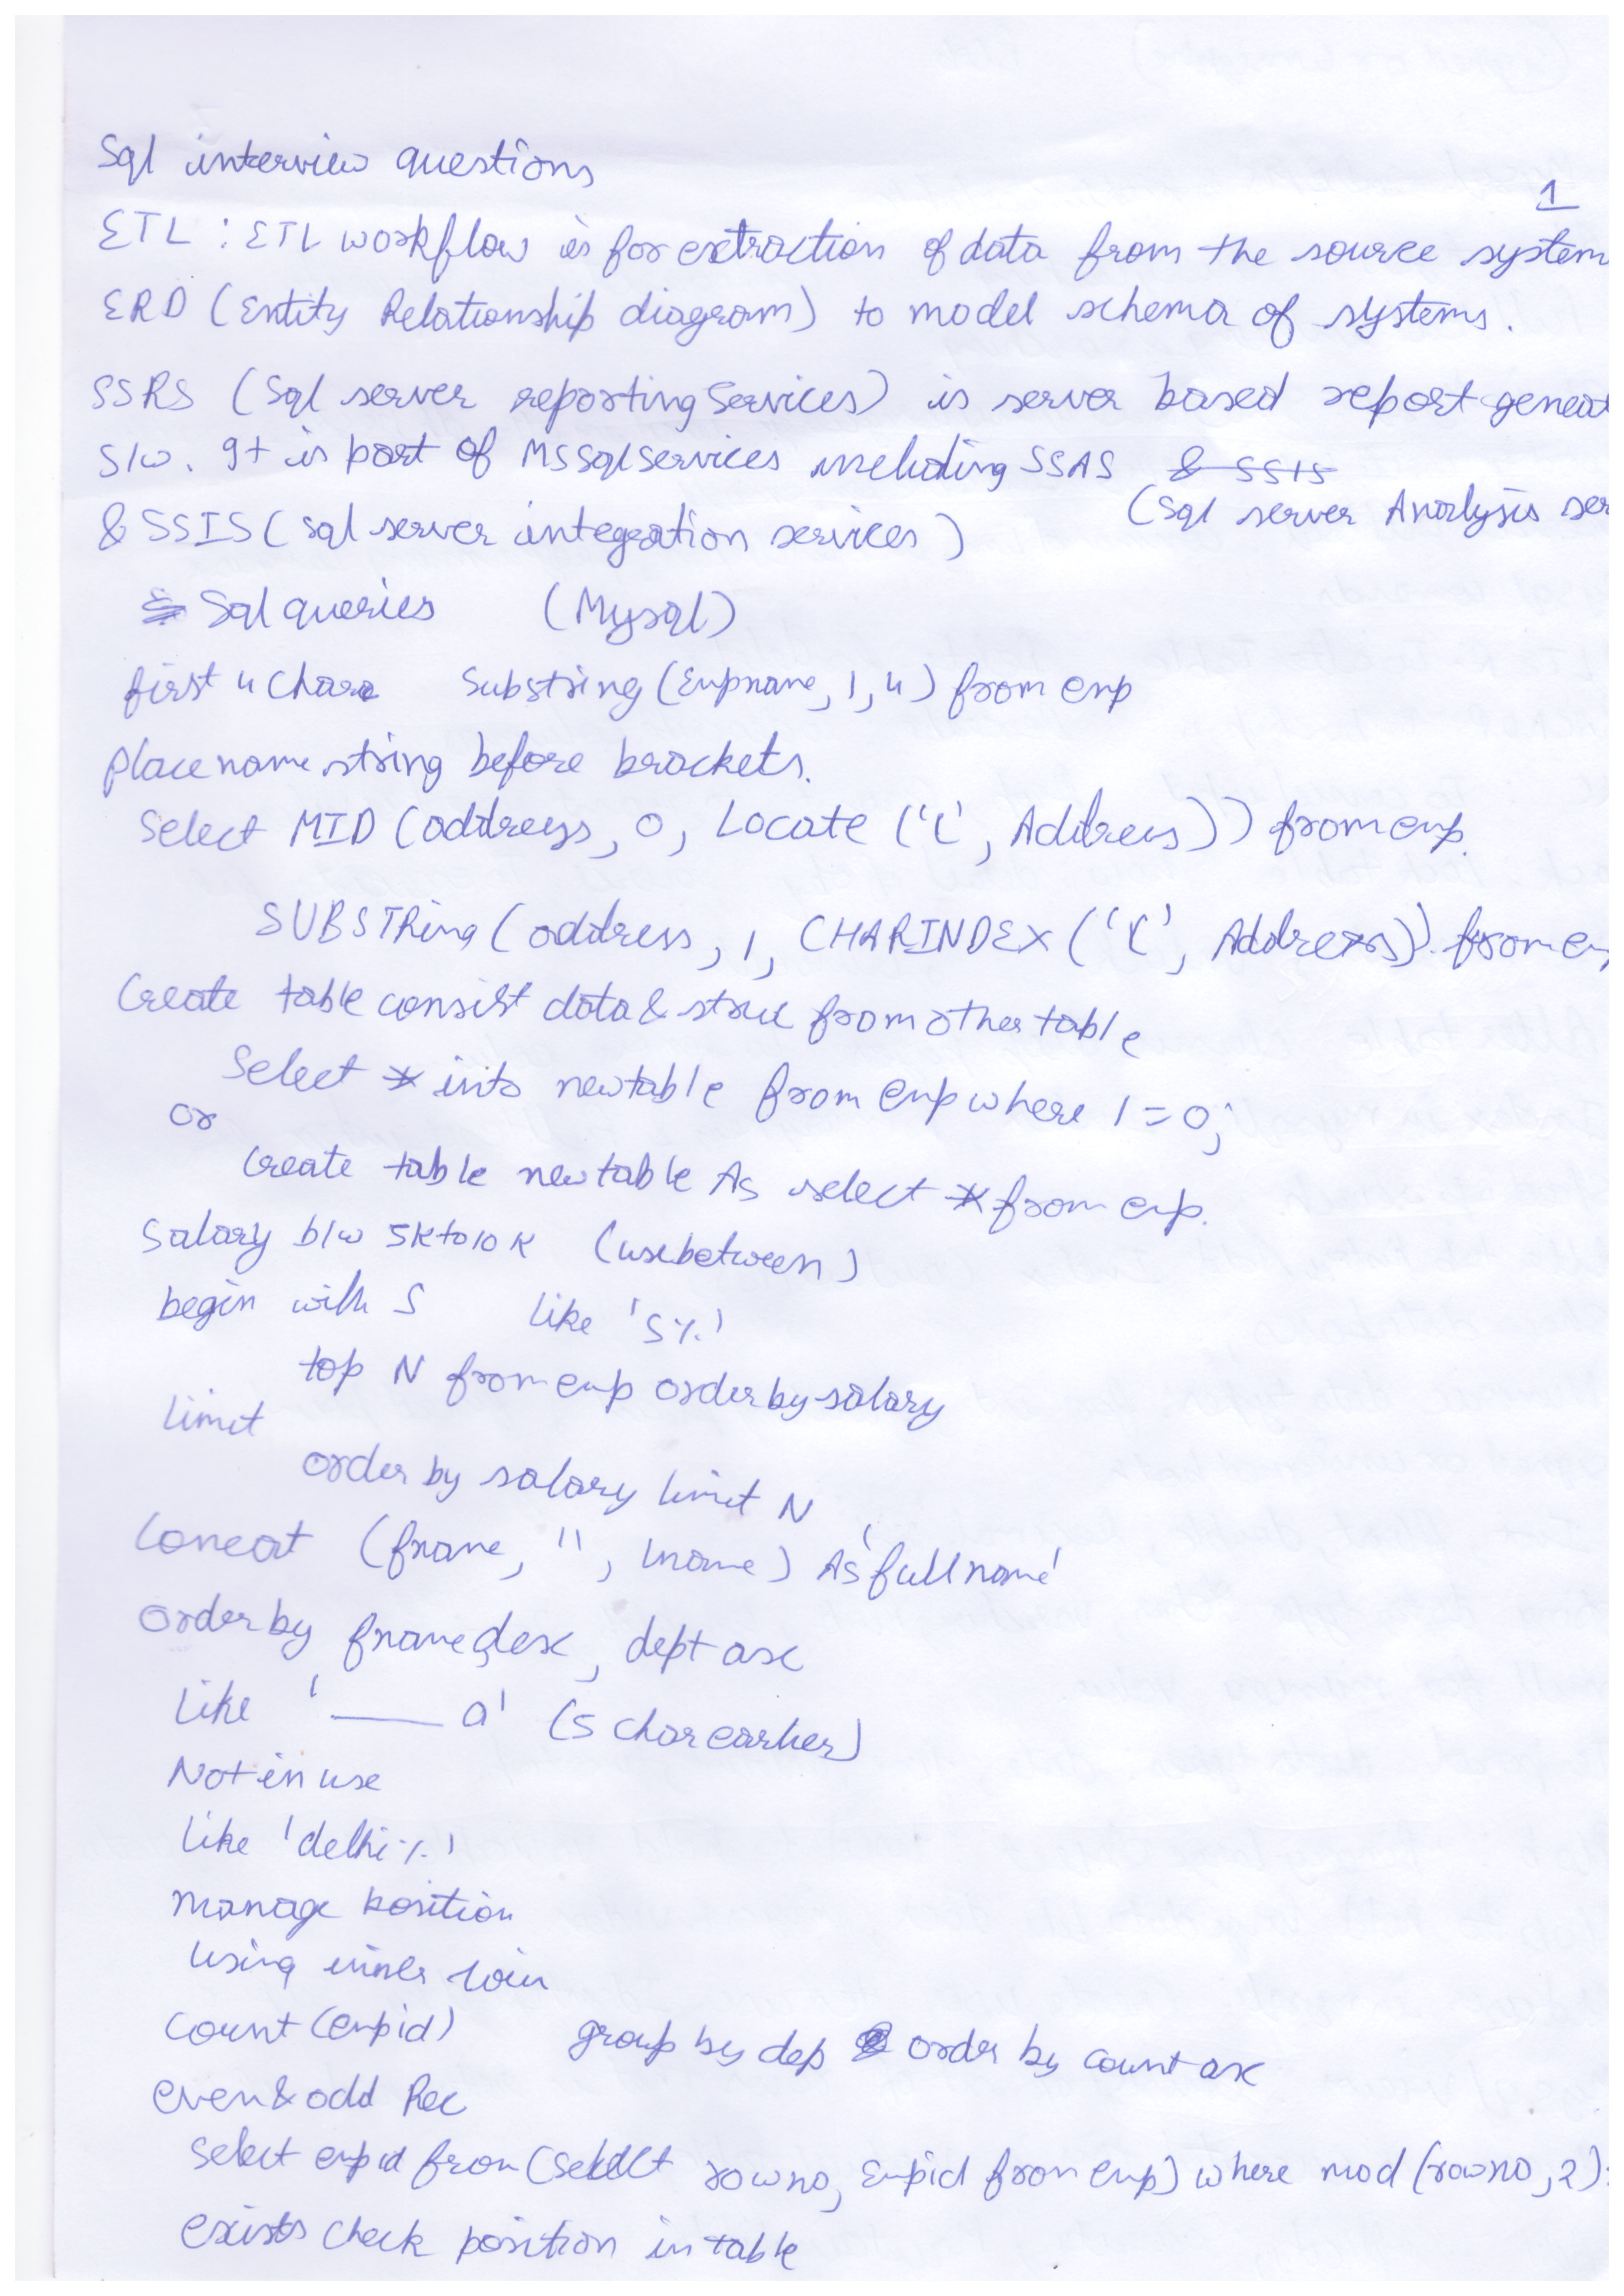 Sql interview questions
1
ETL : ETL workflow is for extraction of data from the source system
ERD (Entity Relationship diagram) to model schema of systems.
SSRS (Sql server reporting Services) is server based report geneat
S/w. It is part of MSSqlservices including SSAS & SSIS
(Sql server Analysis ser
& SSIS (sql server integration services)
Sql queries (Mysql)
first 4 chara Substring (Empname, 1, 4) from emp
place name string before brackets.
Select MID (address, 0, Locate ('(', Address)) from emp.
SUBSTRing (address, 1, CHARINDEX ('(', Address)) from em
Create table consist data & struc from other table
Select * into newtable from emp where 1 = 0;
or
Create table newtable As select * from emp.
Salary b/w 5K to 10 K (use between)
begin with S like 'S%'
top N from emp order by salary
limit
order by salary limit N
Concat (fname, '', lname) As 'fullname'
Order by fname desc, dept asc
Like '____ a' (5 char earlier)
Not in use
Like 'delhi%'
Manage position
Using inner join
Count (empid) group by dep order by count asc
even & odd Rec
Select empid from (select rowno, Empid from emp) where mod (rowno, 2)
exists check position in table